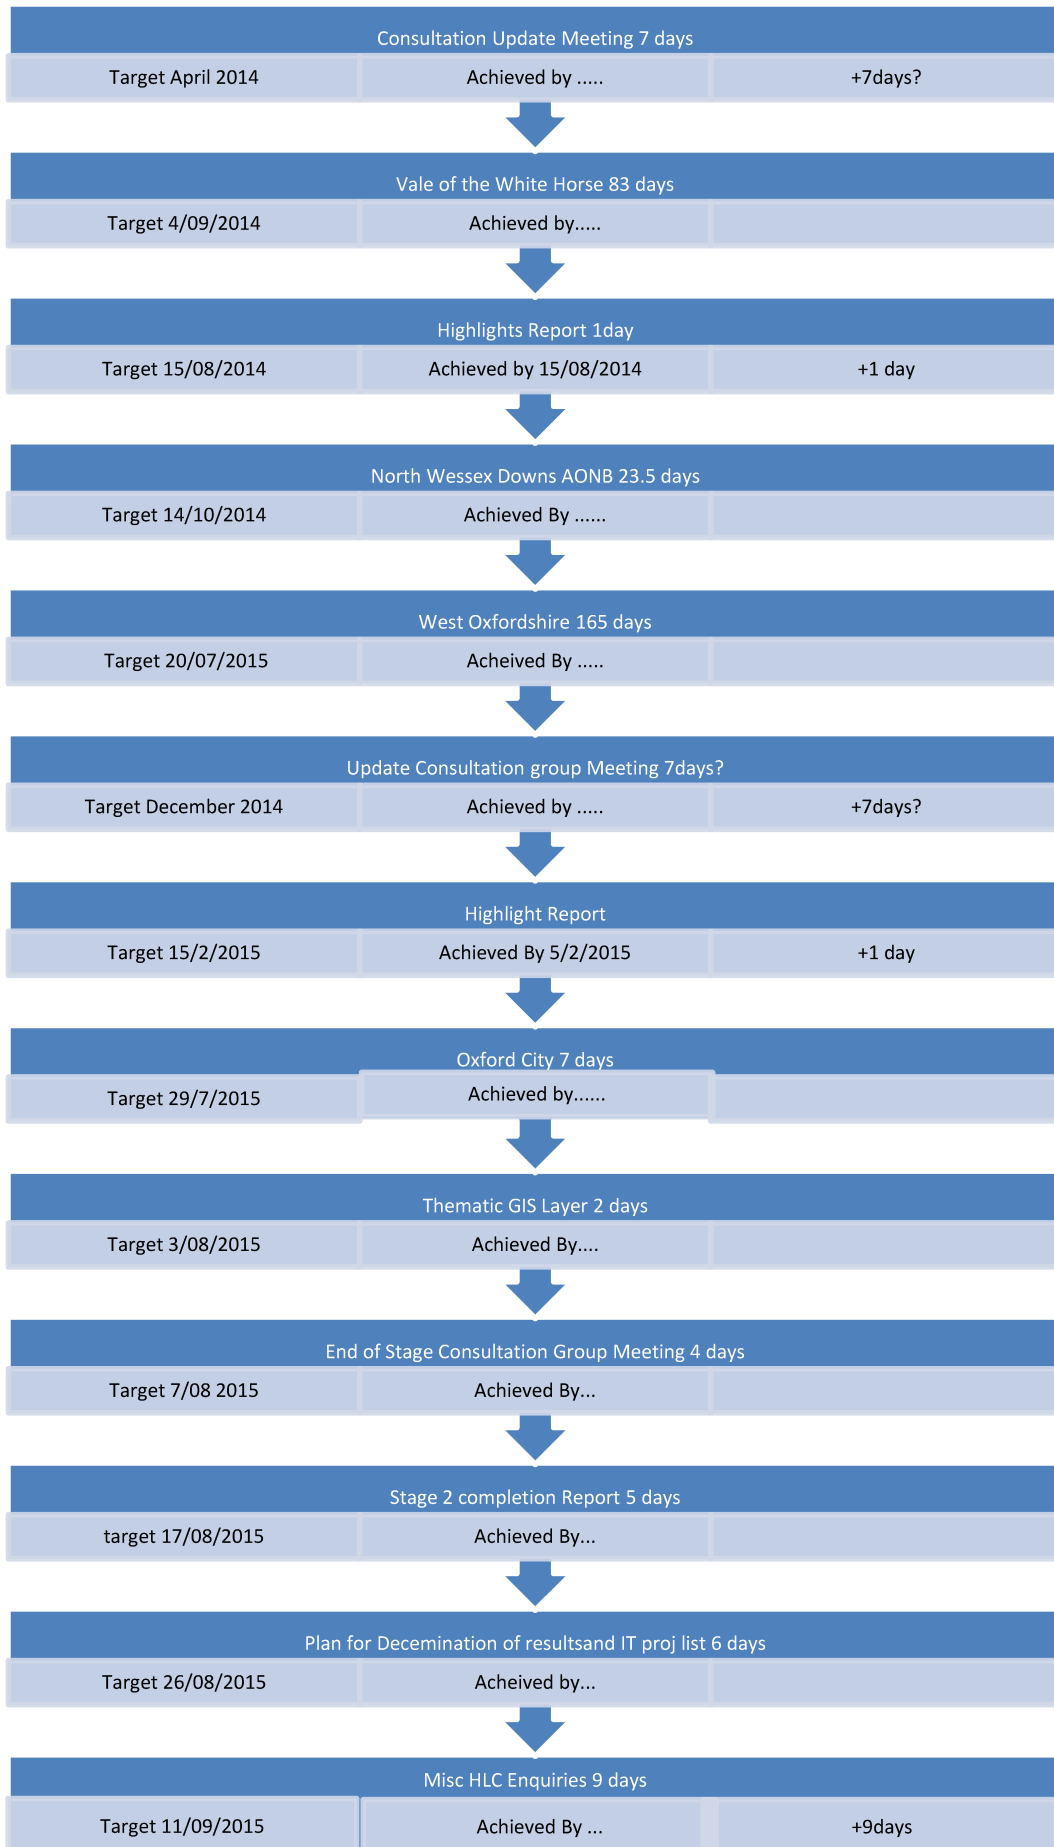 Consultation Update Meeting 7 days
Target April 2014 Achieved by ..... +7days?
Vale of the White Horse 83 days
Target 4/09/2014 Achieved by.....
Highlights Report 1day
Target 15/08/2014 Achieved by 15/08/2014 +1 day
North Wessex Downs AONB 23.5 days
Target 14/10/2014 Achieved By ......
West Oxfordshire 165 days
Target 20/07/2015 Acheived By .....
Update Consultation group Meeting 7days?
Target December 2014 Achieved by ..... +7days?
Highlight Report
Target 15/2/2015 Achieved By 5/2/2015 +1 day
Oxford City 7 days
Target 29/7/2015 Achieved by......
Thematic GIS Layer 2 days
Target 3/08/2015 Achieved By....
End of Stage Consultation Group Meeting 4 days
Target 7/08 2015 Achieved By...
Stage 2 completion Report 5 days
target 17/08/2015 Achieved By...
Plan for Decemination of resultsand IT proj list 6 days
Target 26/08/2015 Acheived by...
Misc HLC Enquiries 9 days
Target 11/09/2015 Achieved By ... +9days